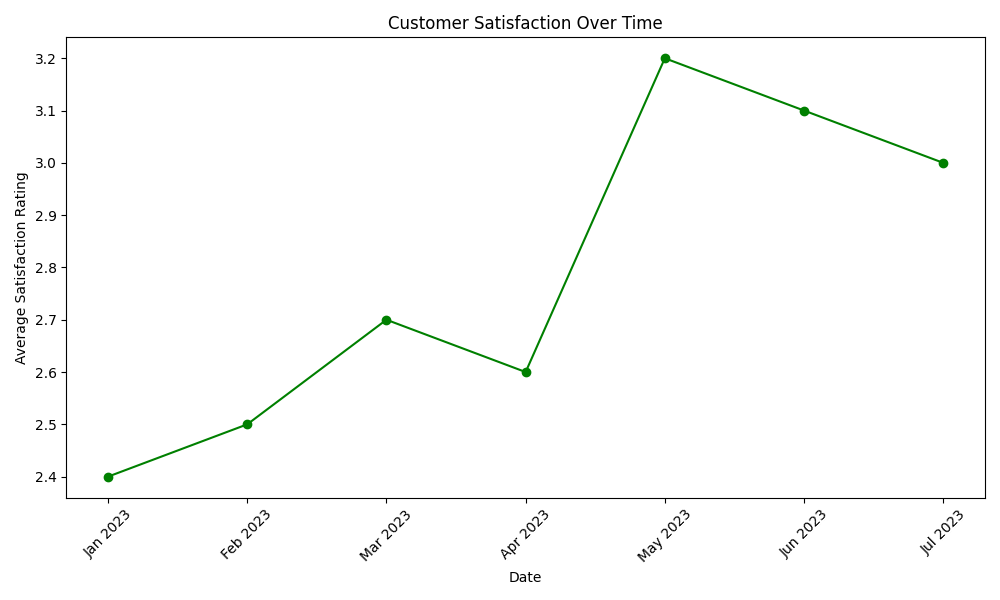 Customer Satisfaction Over Time
Average Satisfaction Rating
3.2
3.1
3.0
2.9
2.8
2.7
2.6
2.5
2.4
Jan 2023
Feb 2023
Mar 2023
Apr 2023
May 2023
Jun 2023
Jul 2023
Date